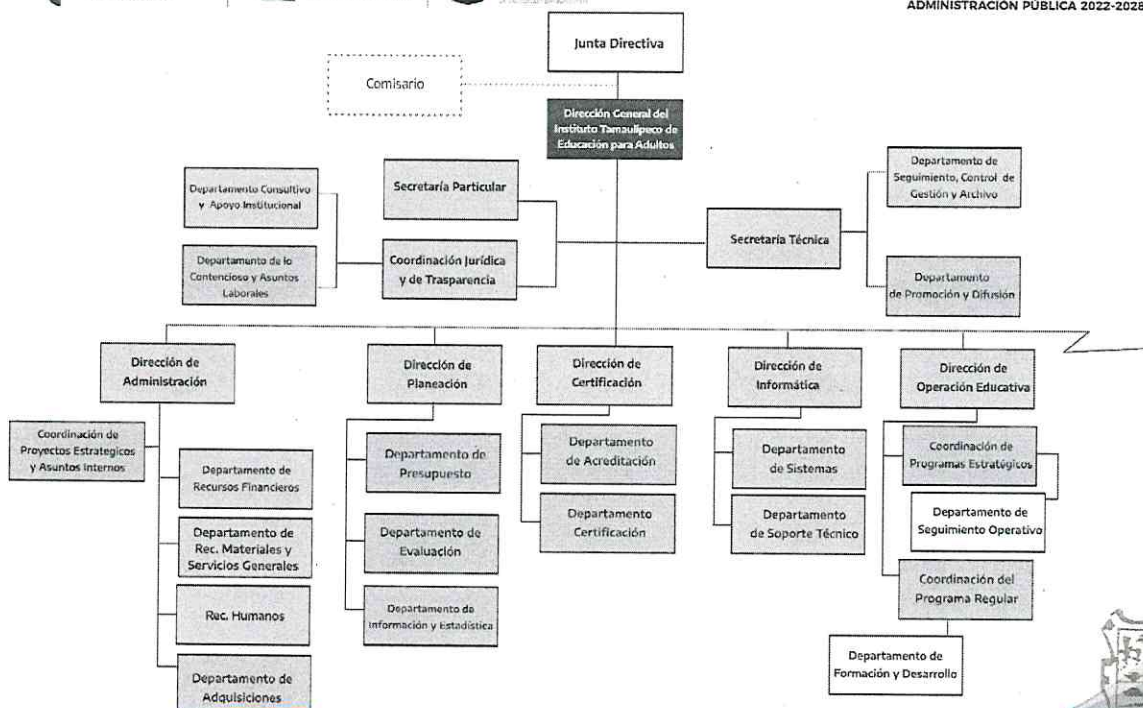 ADMINISTRACIÓN PÚBLICA 2022-2028
Junta Directiva
Comisario
Dirección General del
Instituto Tamaulipeco de
Educación para Adultos
Departamento Consultivo
y Apoyo Institucional
Secretaría Particular
Departamento de
Seguimiento, Control de
Gestión y Archivo
Secretaría Técnica
Departamento de lo
Contencioso y Asuntos
Laborales
Coordinación Jurídica
y de Trasparencia
Departamento
de Promoción y Difusión
Dirección de
Administración
Dirección de
Planeación
Dirección de
Certificación
Dirección de
Informática
Dirección de
Operación Educativa
Coordinación de
Proyectos Estrategicos
y Asuntos Internos
Departamento de
Recursos Financieros
Departamento de
Rec. Materiales y
Servicios Generales
Rec. Humanos
Departamento de
Adquisiciones
Departamento de
Presupuesto
Departamento de
Evaluación
Departamento de
Información y Estadística
Departamento
de Acreditación
Departamento
Certificación
Departamento
de Sistemas
Departamento
de Soporte Técnico
Coordinación de
Programas Estratégicos
Departamento de
Seguimiento Operativo
Coordinación del
Programa Regular
Departamento de
Formación y Desarrollo